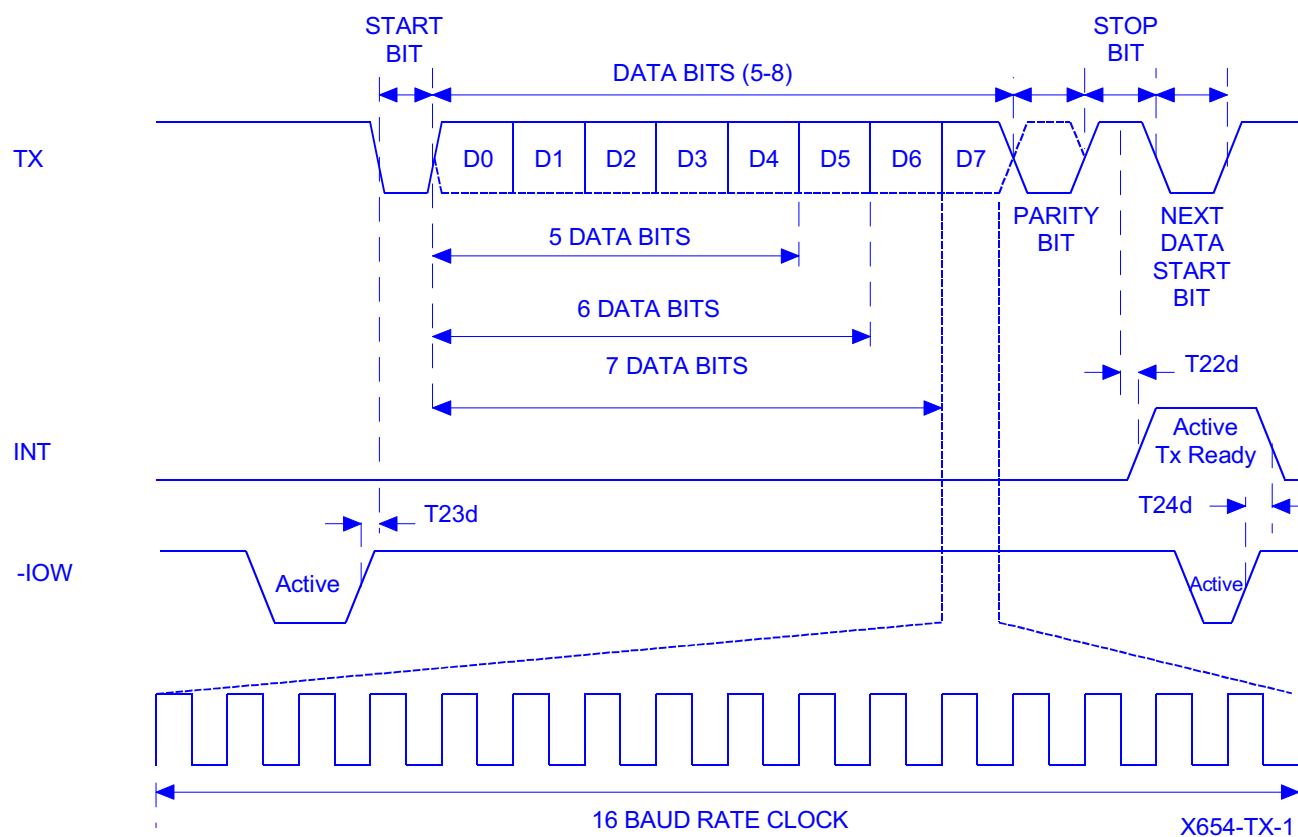 START
BIT
STOP
BIT
DATA BITS (5-8)
TX
D0
D1
D2
D3
D4
D5
D6
D7
PARITY
BIT
NEXT
DATA
START
BIT
5 DATA BITS
6 DATA BITS
7 DATA BITS
T22d
INT
Active
Tx Ready
T23d
T24d
-IOW
Active
Active
16 BAUD RATE CLOCK
X654-TX-1